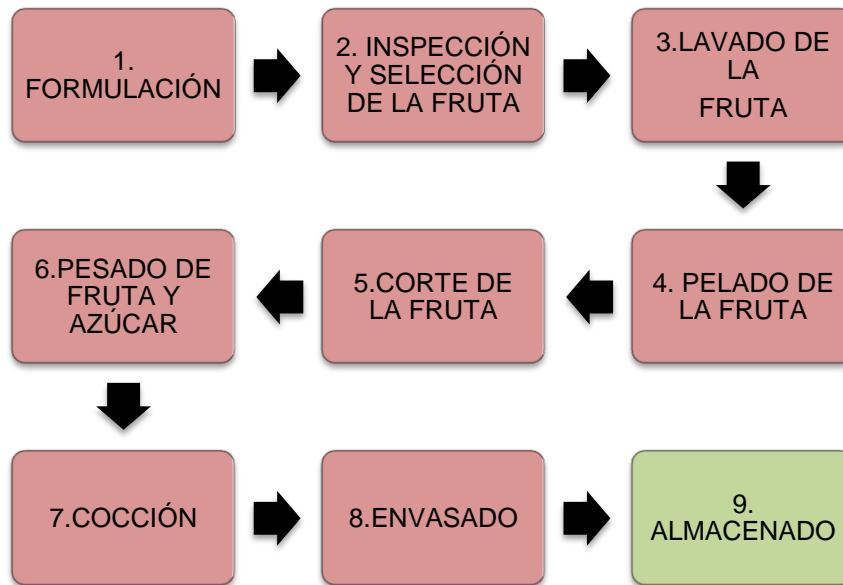 1.
FORMULACIÓN
2. INSPECCIÓN
Y SELECCIÓN
DE LA FRUTA
3.LAVADO DE
LA
FRUTA
4. PELADO DE
LA FRUTA
5.CORTE DE
LA FRUTA
6.PESADO DE
FRUTA Y
AZÚCAR
7.COCCIÓN
8.ENVASADO
9.
ALMACENADO